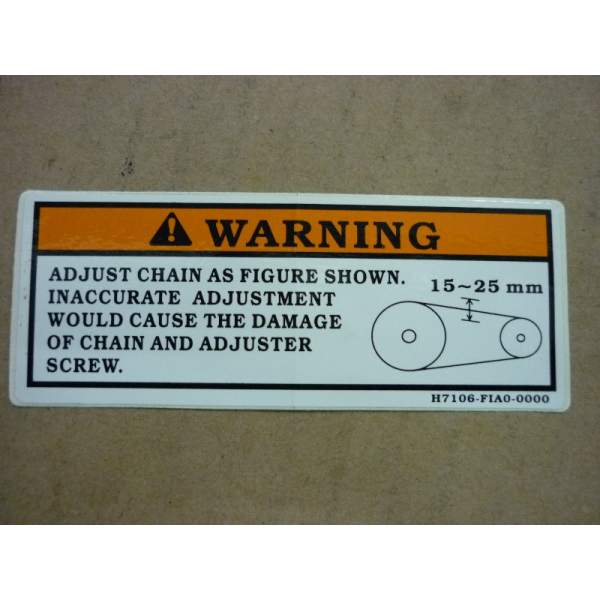 WARNING
ADJUST CHAIN AS FIGURE SHOWN.
INACCURATE ADJUSTMENT
WOULD CAUSE THE DAMAGE
OF CHAIN AND ADJUSTER
SCREW.
15~25 mm
H7106-FIA0-0000